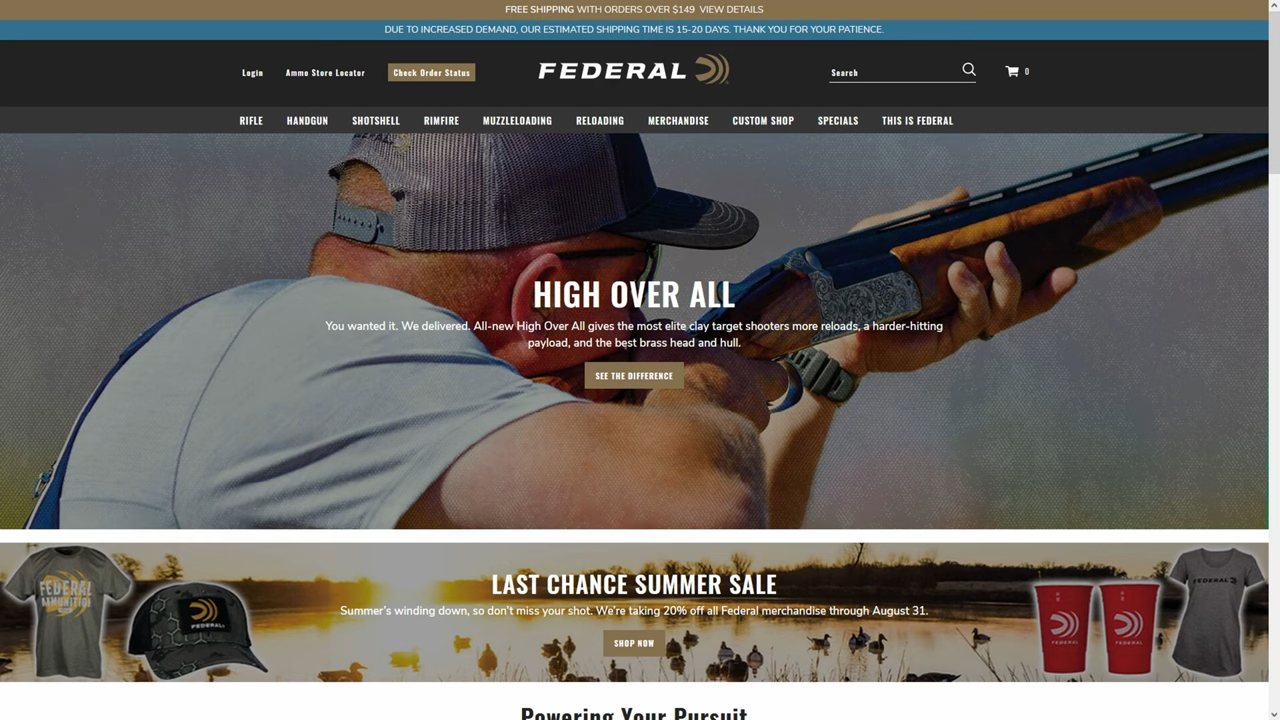 FREE SHIPPING WITH ORDERS OVER $149 VIEW DETAILS
DUE TO INCREASED DEMAND, OUR ESTIMATED SHIPPING TIME IS 15-20 DAYS. THANK YOU FOR YOUR PATIENCE.
Login Ammo Store Locator Check Order Status FEDERAL Search 0
RIFLE HANDGUN SHOTSHELL RIMFIRE MUZZLELOADING RELOADING MERCHANDISE CUSTOM SHOP SPECIALS THIS IS FEDERAL
HIGH OVER ALL
You wanted it. We delivered. All-new High Over All gives the most elite clay target shooters more reloads, a harder-hitting
payload, and the best brass head and hull.
SEE THE DIFFERENCE
FEDERAL
AMMUNITION
FEDERAL
LAST CHANCE SUMMER SALE
Summer's winding down, so don't miss your shot. We're taking 20% off all Federal merchandise through August 31.
SHOP NOW
FEDERAL
FEDERAL
FEDERAL
Powering Your Pursuit